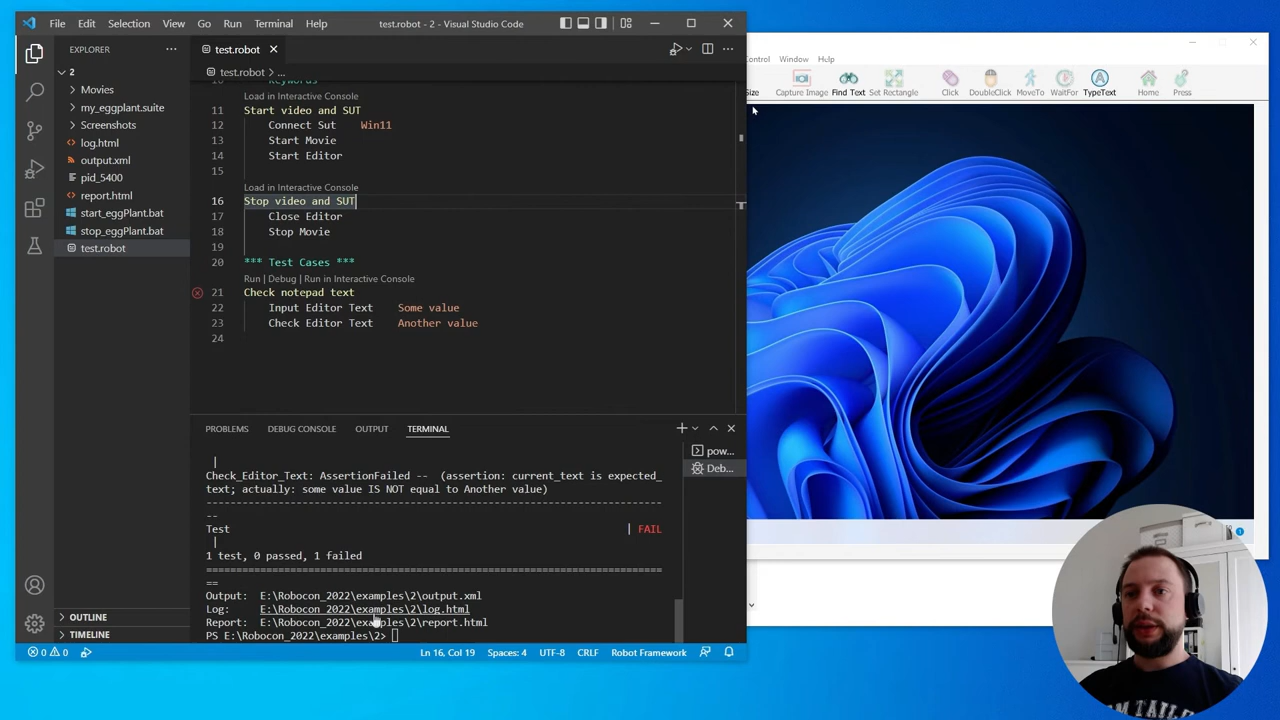 File Edit Selection View Go Run Terminal Help
test.robot - 2 - Visual Studio Code
EXPLORER
2
Movies
my_eggplant.suite
Screenshots
log.html
output.xml
pid_5400
report.html
start_eggPlant.bat
stop_eggPlant.bat
test.robot
OUTLINE
TIMELINE
test.robot
test.robot > ...
Keywords
Load in Interactive Console
11 Start video and SUT
12 Connect Sut Win11
13 Start Movie
14 Start Editor
15
Load in Interactive Console
16 Stop video and SUT
17 Close Editor
18 Stop Movie
19
20 *** Test Cases ***
Run | Debug | Run in Interactive Console
21 Check notepad text
22 Input Editor Text Some value
23 Check Editor Text Another value
24
PROBLEMS DEBUG CONSOLE OUTPUT TERMINAL
pow...
Deb...
|
Check_Editor_Text: AssertionFailed -- (assertion: current_text is expected_
text; actually: some value IS NOT equal to Another value)
------------------------------------------------------------------------------
--
Test | FAIL
|
1 test, 0 passed, 1 failed
==============================================================================
==
Output: E:\Robocon_2022\examples\2\output.xml
Log: E:\Robocon_2022\examples\2\log.html
Report: E:\Robocon_2022\examples\2\report.html
PS E:\Robocon_2022\examples\2>
0 0 Ln 16, Col 19 Spaces: 4 UTF-8 CRLF Robot Framework
Control Window Help
Size Capture Image Find Text Set Rectangle Click DoubleClick MoveTo WaitFor TypeText Home Press